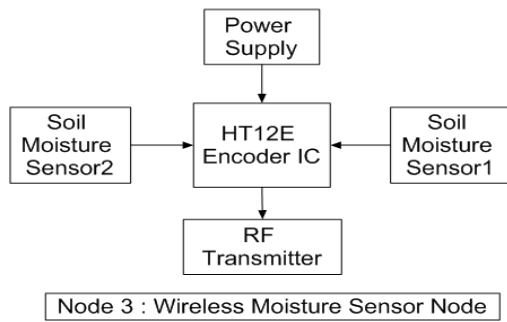 Power
Supply
Soil
Moisture
Sensor2
HT12E
Encoder IC
Soil
Moisture
Sensor1
RF
Transmitter
Node 3 : Wireless Moisture Sensor Node